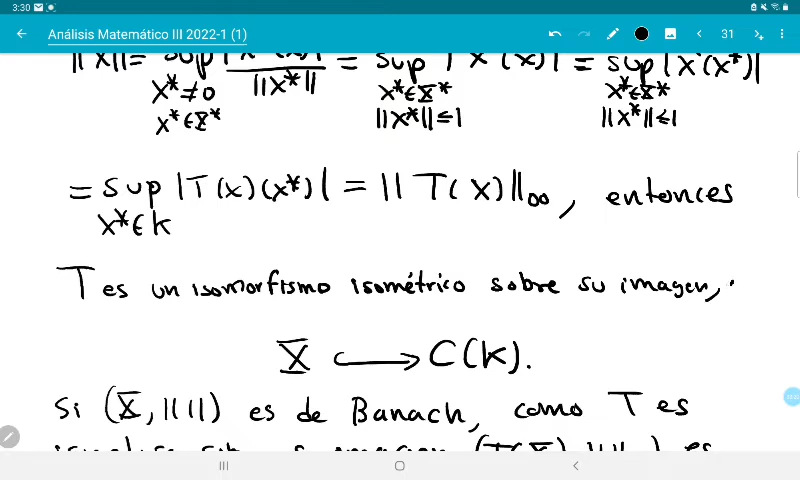 3:30
Análisis Matemático III 2022-1 (1)
31
||X|| = sup |X*(x)| / ||X*|| = sup |X*(x)| = sup |X(X*)|
X*≠0 X*∈X* X*∈X*
X*∈X* ||X*||≤1 ||X*||≤1
= sup |T(x)(x*)| = ||T(x)||∞, entonces
X*∈K
T es un isomorfismo isométrico sobre su imagen,
X ⟶ C(K).
Si (X, || ||) es de Banach, como T es